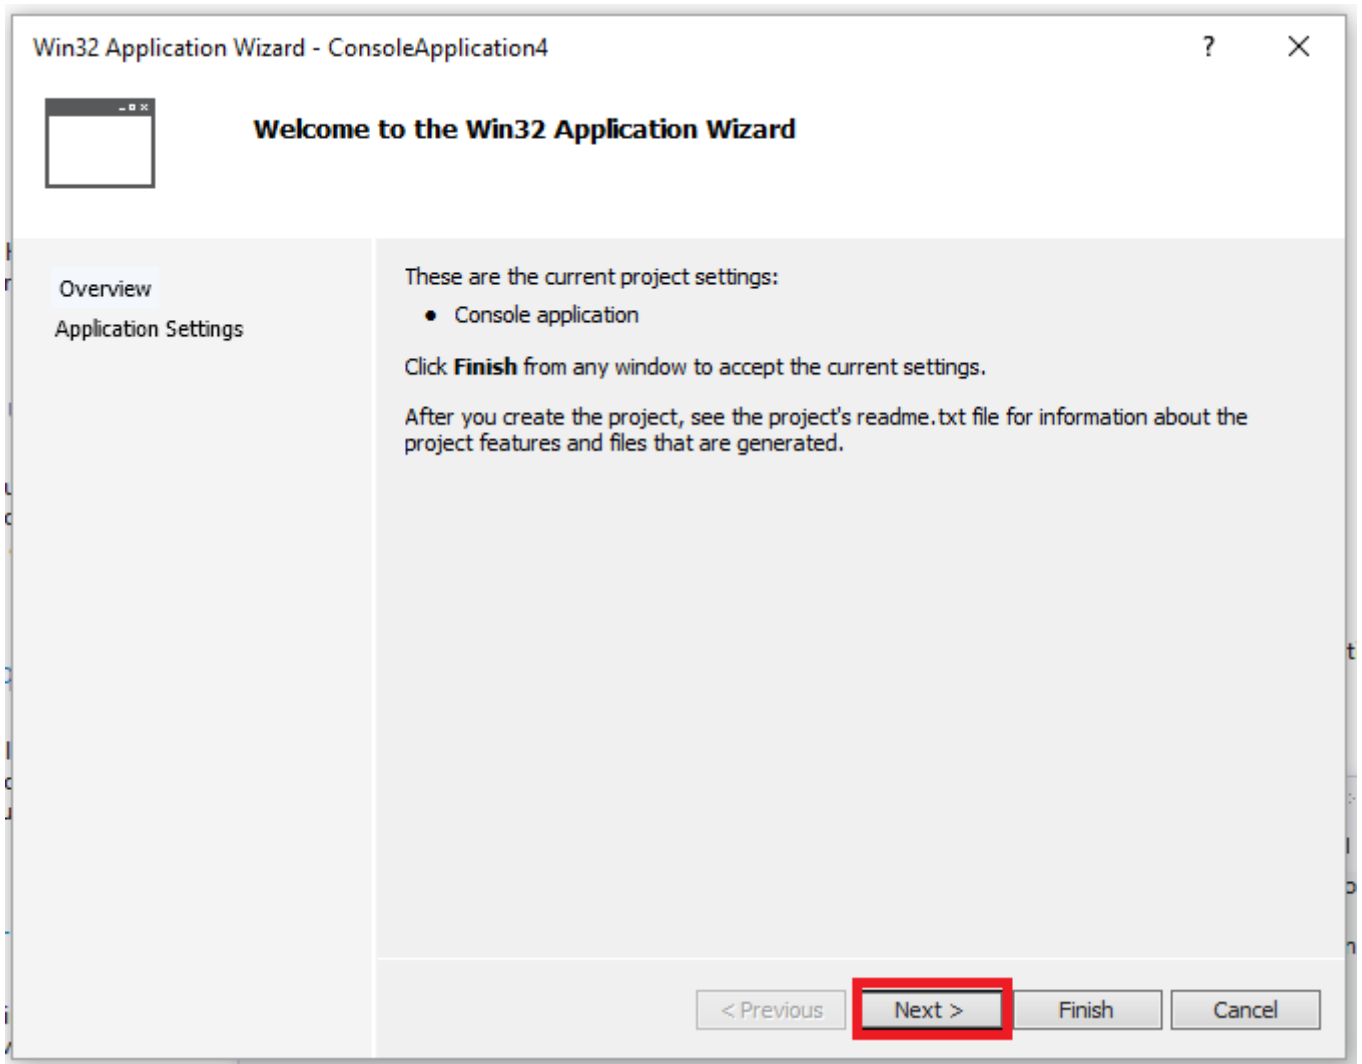 Win32 Application Wizard - ConsoleApplication4
?
Welcome to the Win32 Application Wizard
Overview
Application Settings
These are the current project settings:
● Console application
Click Finish from any window to accept the current settings.
After you create the project, see the project's readme.txt file for information about the
project features and files that are generated.
< Previous
Next >
Finish
Cancel